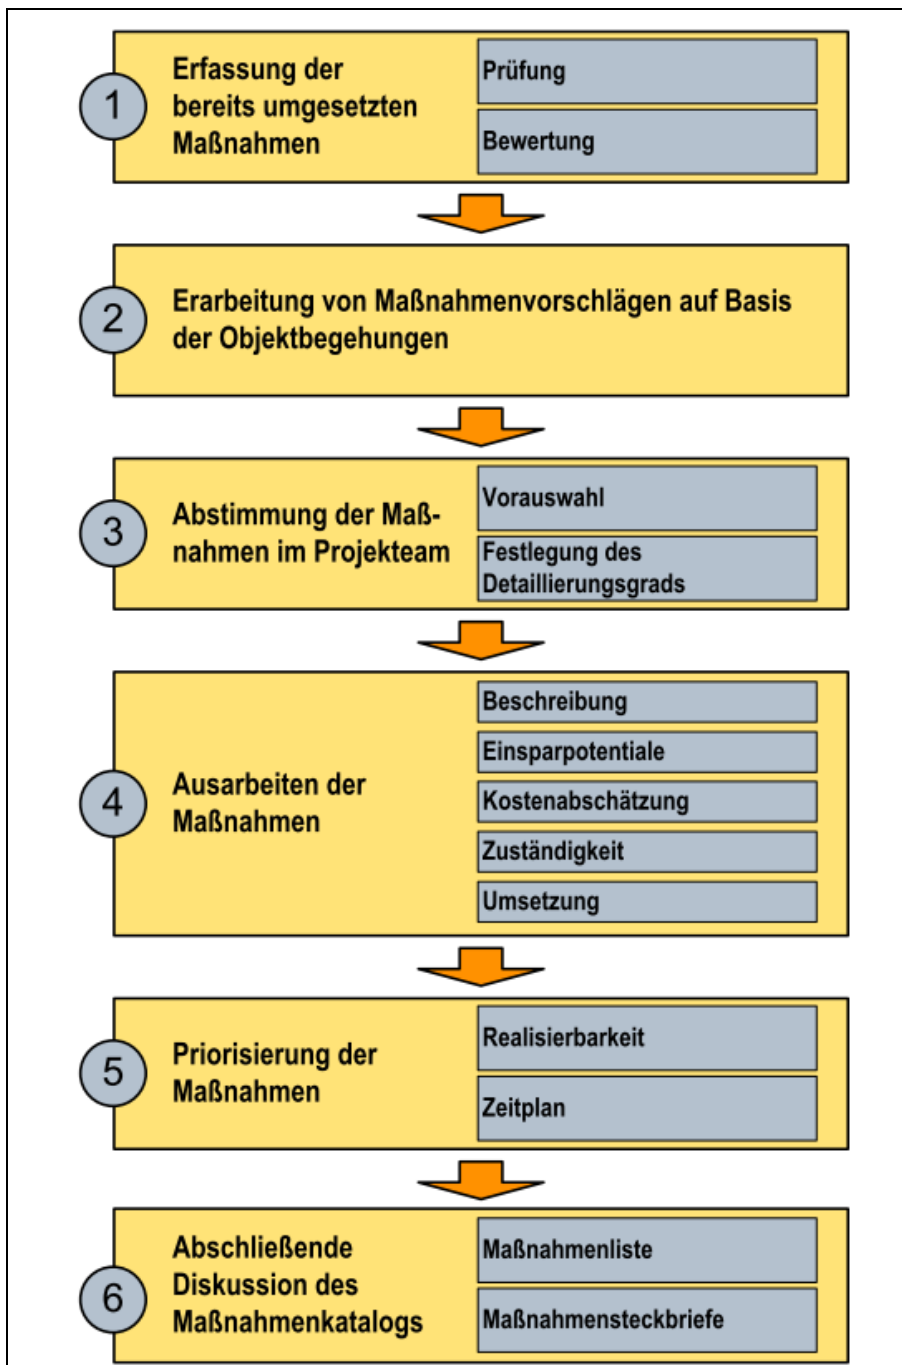 1
Erfassung der
bereits umgesetzten
Maßnahmen
Prüfung
Bewertung
2
Erarbeitung von Maßnahmenvorschlägen auf Basis
der Objektbegehungen
3
Abstimmung der Maß-
nahmen im Projekteam
Vorauswahl
Festlegung des
Detaillierungsgrads
4
Ausarbeiten der
Maßnahmen
Beschreibung
Einsparpotentiale
Kostenabschätzung
Zuständigkeit
Umsetzung
5
Priorisierung der
Maßnahmen
Realisierbarkeit
Zeitplan
6
Abschließende
Diskussion des
Maßnahmenkatalogs
Maßnahmenliste
Maßnahmensteckbriefe